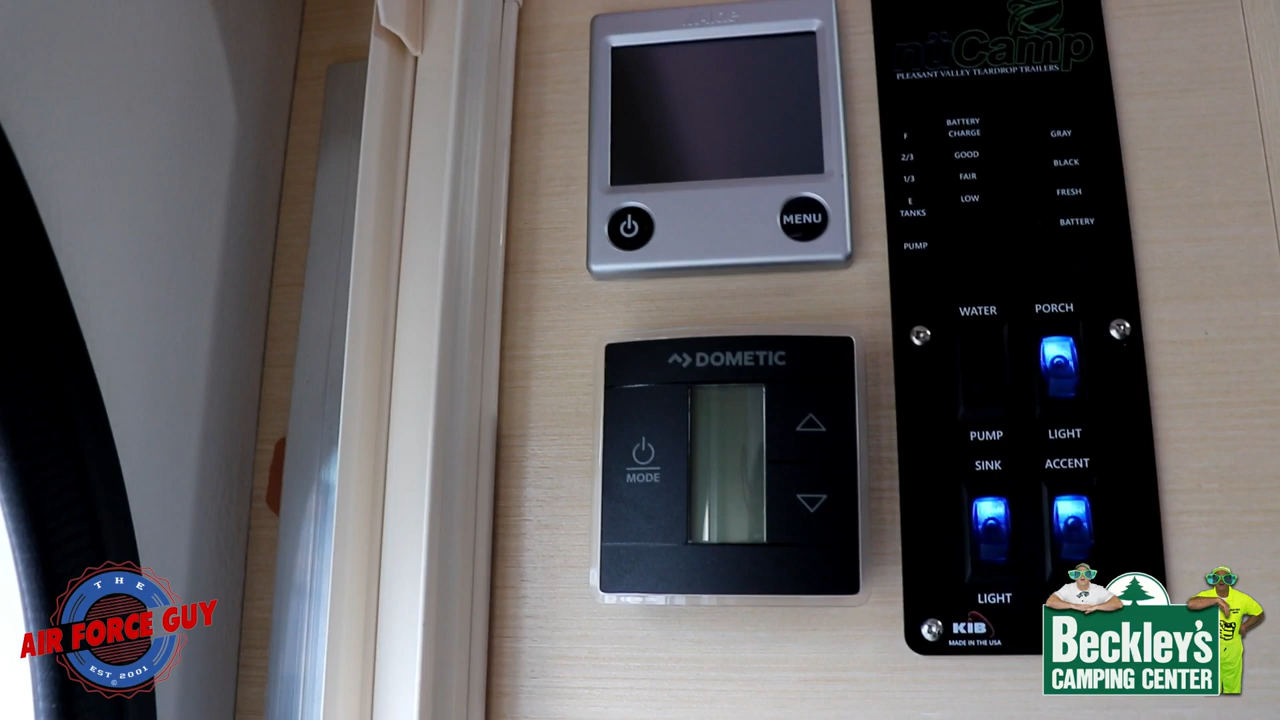 MENU
DOMETIC
MODE
nüCamp
PLEASANT VALLEY TEARDROP TRAILERS
BATTERY
CHARGE
F
GRAY
2/3
GOOD
BLACK
1/3
FAIR
E
LOW
FRESH
TANKS
BATTERY
PUMP
WATER
PORCH
PUMP
LIGHT
SINK
ACCENT
LIGHT
KIB
MADE IN THE USA
THE
AIR FORCE GUY
EST 2001
Beckley's
CAMPING CENTER